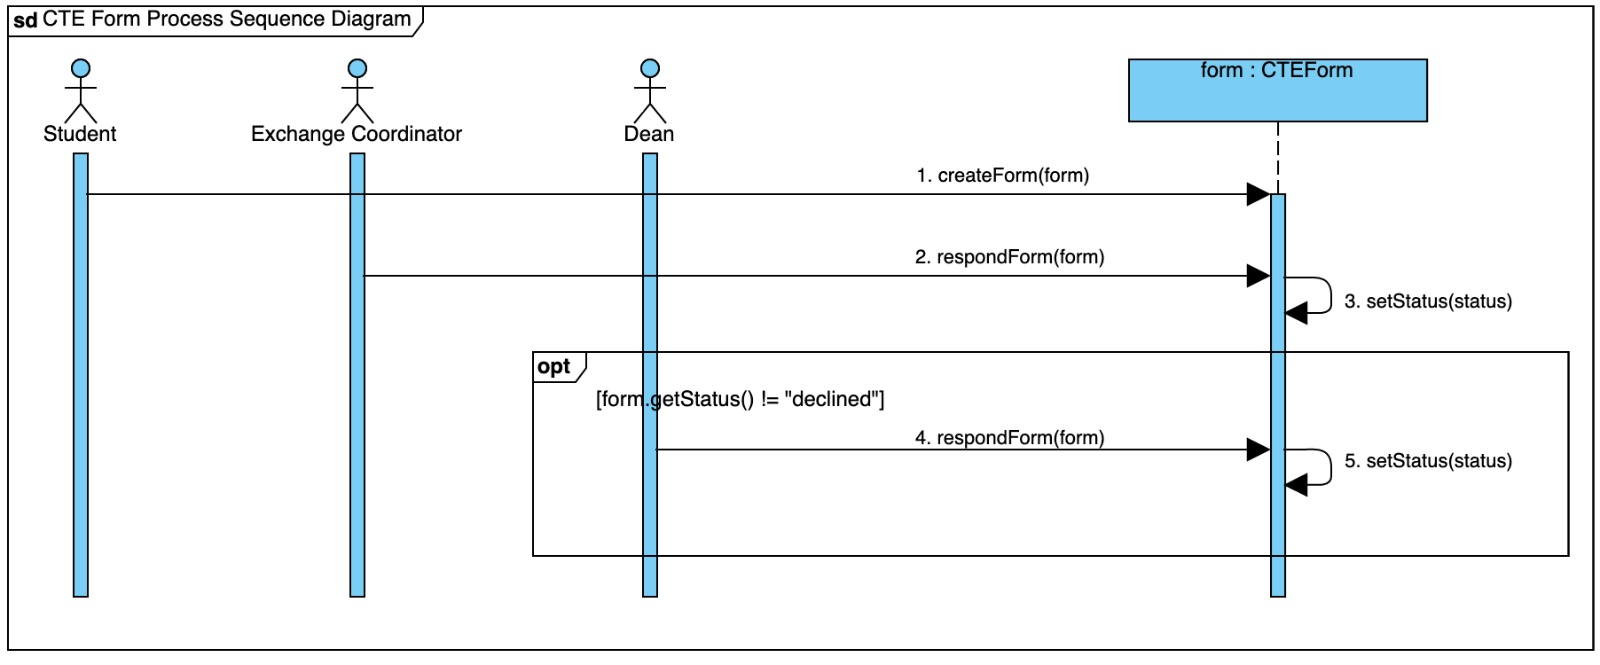 sd CTE Form Process Sequence Diagram
Student
Exchange Coordinator
Dean
form : CTEForm
1. createForm(form)
2. respondForm(form)
3. setStatus(status)
opt
[form.getStatus() != "declined"]
4. respondForm(form)
5. setStatus(status)